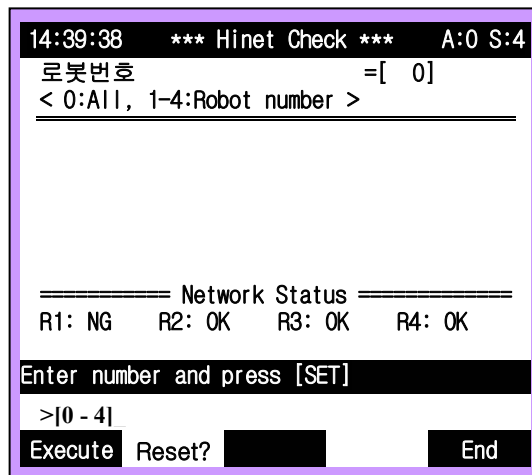 14:39:38 *** Hinet Check *** A:0 S:4
로봇번호 =[ 0]
< 0:All, 1-4:Robot number >
=========== Network Status =============
R1: NG R2: OK R3: OK R4: OK
Enter number and press [SET]
>[0 - 4]
Execute Reset? End